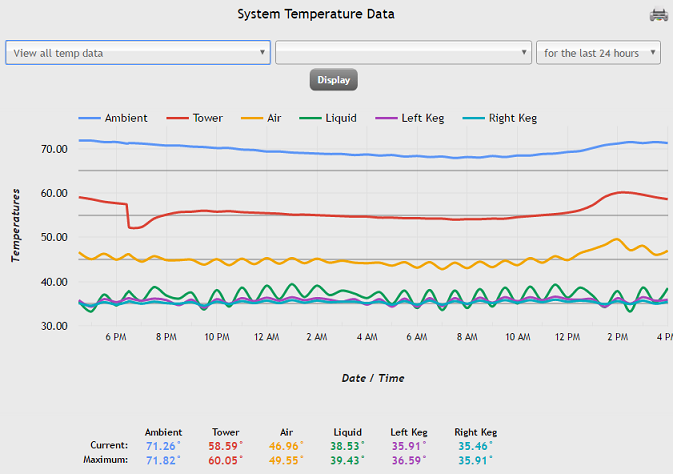 System Temperature Data
View all temp data for the last 24 hours
Display
Ambient Tower Air Liquid Left Keg Right Keg
70.00
60.00
50.00
40.00
30.00
Temperatures
6 PM 8 PM 10 PM 12 AM 2 AM 4 AM 6 AM 8 AM 10 AM 12 PM 2 PM 4 PM
Date / Time
Ambient Tower Air Liquid Left Keg Right Keg
Current: 71.26° 58.59° 46.96° 38.53° 35.91° 35.46°
Maximum: 71.82° 60.05° 49.55° 39.43° 36.59° 35.91°